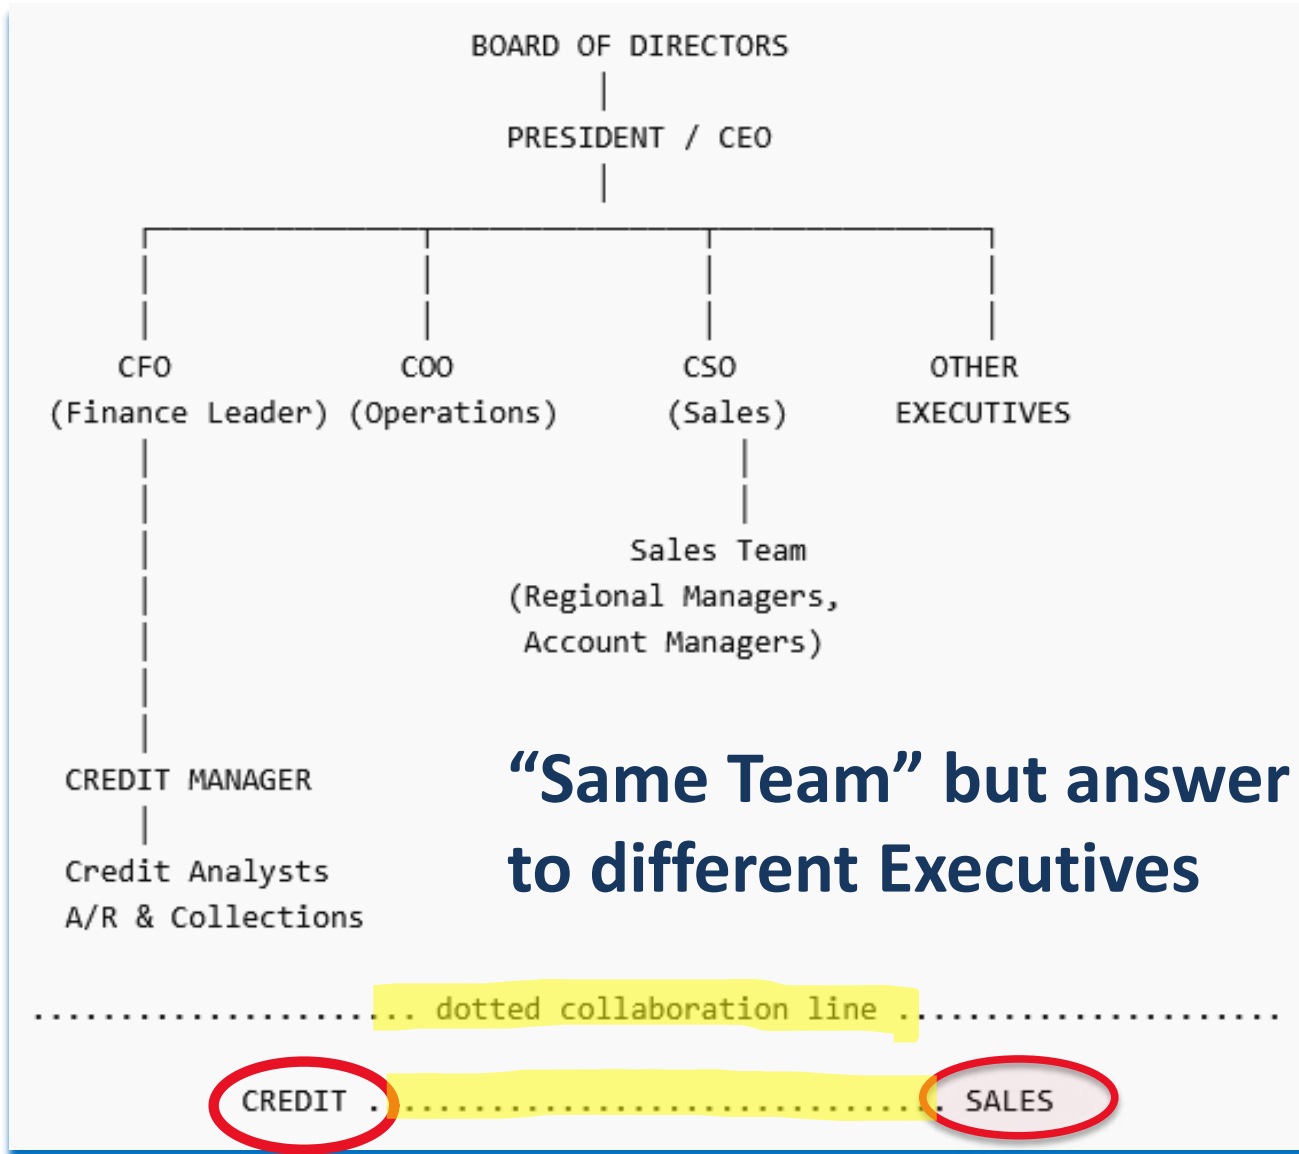 BOARD OF DIRECTORS
PRESIDENT / CEO
CFO COO CSO OTHER
(Finance Leader) (Operations) (Sales) EXECUTIVES
Sales Team
(Regional Managers,
Account Managers)
CREDIT MANAGER
Credit Analysts
A/R & Collections
“Same Team” but answer
to different Executives
...................... dotted collaboration line ......................
CREDIT ................................. SALES